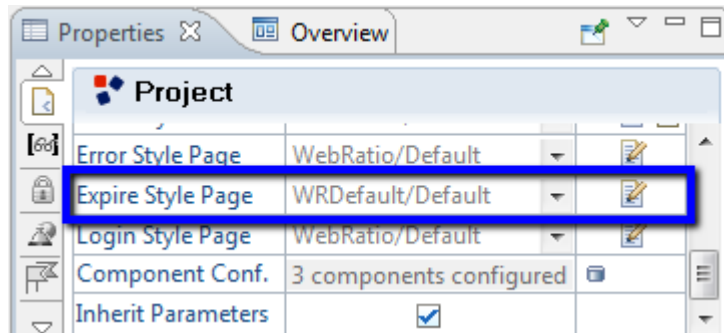 Properties Overview
Project
Error Style Page WebRatio/Default
Expire Style Page WRDefault/Default
Login Style Page WebRatio/Default
Component Conf. 3 components configured
Inherit Parameters